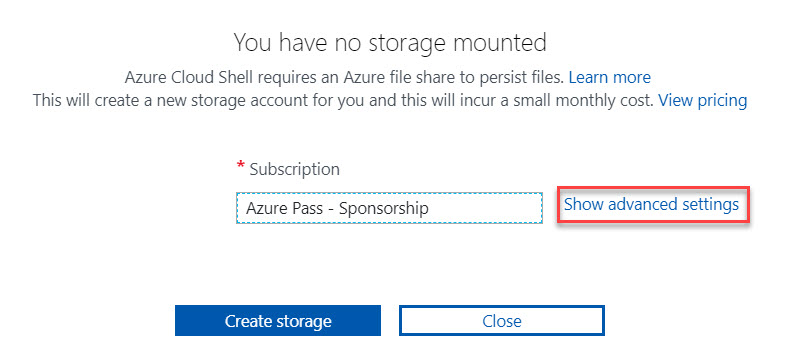 You have no storage mounted
Azure Cloud Shell requires an Azure file share to persist files. Learn more
This will create a new storage account for you and this will incur a small monthly cost. View pricing
* Subscription
Azure Pass - Sponsorship
Show advanced settings
Create storage
Close